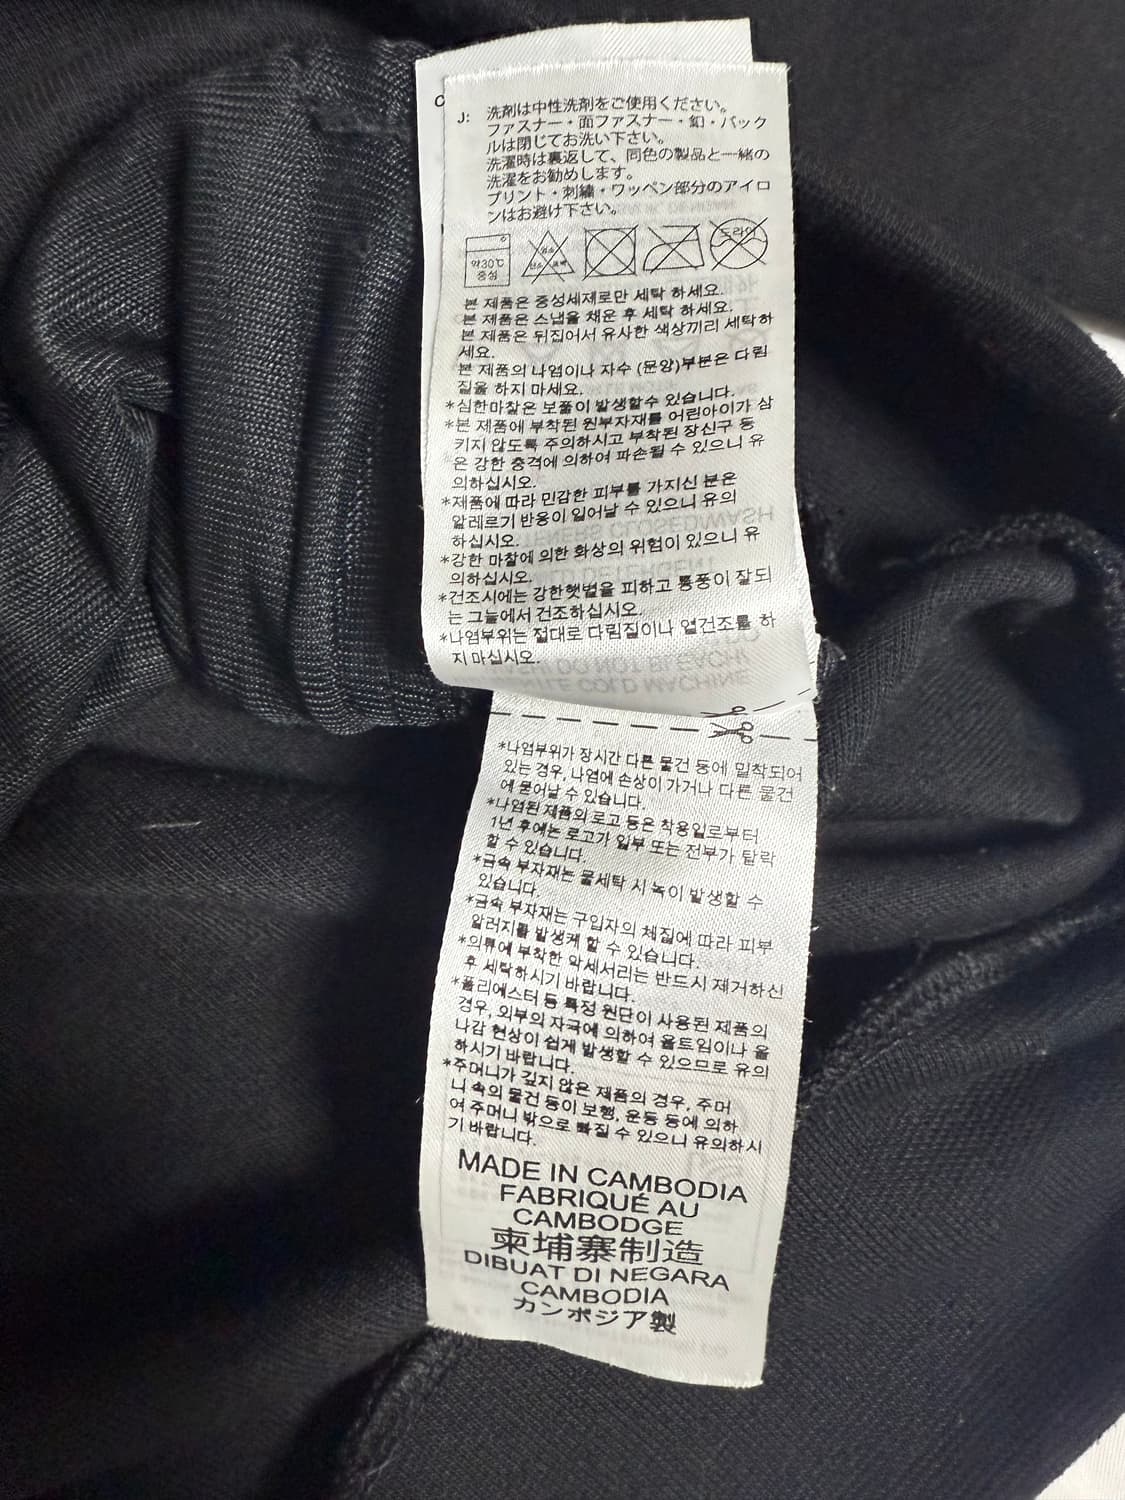 J:
洗剤は中性洗剤をご使用ください。
ファスナー・面ファスナー・釦・バック
ルは閉じてお洗い下さい。
洗濯時は裏返して、同色の製品と一緒の
洗濯をお勧めします。
プリント・刺繍・ワッペン部分のアイロ
ンはお避け下さい。
약30℃
중성
드라이
본 제품은 중성세제로만 세탁 하세요.
본 제품은 스냅을 채운 후 세탁 하세요.
본 제품은 뒤집어서 유사한 색상끼리 세탁하
세요.
본 제품의 나염이나 자수 (문양)부분은 다림
질을 하지 마세요.
*심한마찰은 보풀이 발생할수 있습니다.
*본 제품에 부착된 원부자재를 어린아이가 삼
키지 않도록 주의하시고 부착된 장신구 등
은 강한 충격에 의하여 파손될 수 있으니 유
의하십시오.
*제품에 따라 민감한 피부를 가지신 분은
알레르기 반응이 일어날 수 있으니 유의
하십시오.
*강한 마찰에 의한 화상의 위험이 있으니 유
의하십시오.
*건조시에는 강한햇볕을 피하고 통풍이 잘되
는 그늘에서 건조하십시오.
*나염부위는 절대로 다림질이나 열건조를 하
지 마십시오.
*나염부위가 장시간 다른 물건 등에 밀착되어
있는 경우, 나염에 손상이 가거나 다른 물건
에 묻어날 수 있습니다.
*나염된 제품의 로고 등은 착용일로부터
1년 후에는 로고가 일부 또는 전부가 탈락
할 수 있습니다.
*금속 부자재는 물세탁 시 녹이 발생할 수
있습니다.
*금속 부자재는 구입자의 체질에 따라 피부
알러지를 발생케 할 수 있습니다.
*의류에 부착한 악세서리는 반드시 제거하신
후 세탁하시기 바랍니다.
*폴리에스터 등 특정 원단이 사용된 제품의
경우, 외부의 자극에 의하여 올트임이나 올
나감 현상이 쉽게 발생할 수 있으므로 유의
하시기 바랍니다.
*주머니가 깊지 않은 제품의 경우, 주머
니 속의 물건 등이 보행, 운동 등에 의하
여 주머니 밖으로 빠질 수 있으니 유의하시
기 바랍니다.
MADE IN CAMBODIA
FABRIQUÉ AU
CAMBODGE
柬埔寨制造
DIBUAT DI NEGARA
CAMBODIA
カンボジア製